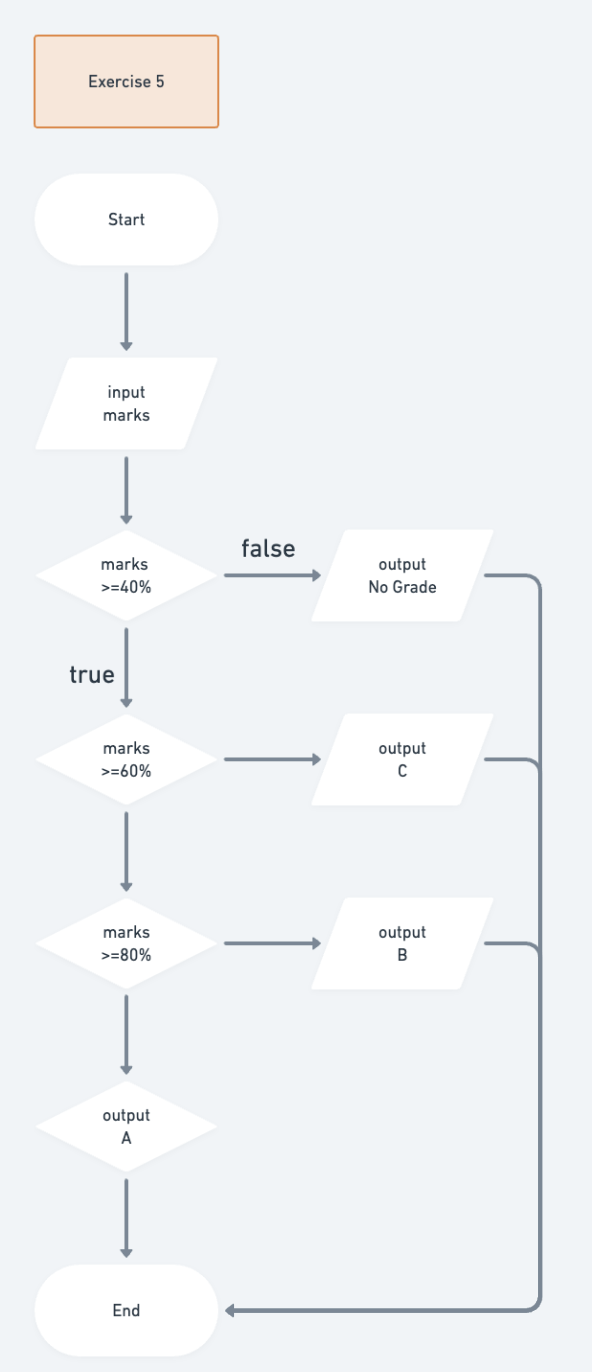 Exercise 5
Start
input
marks
marks
>=40%
false
output
No Grade
true
marks
>=60%
output
C
marks
>=80%
output
B
output
A
End